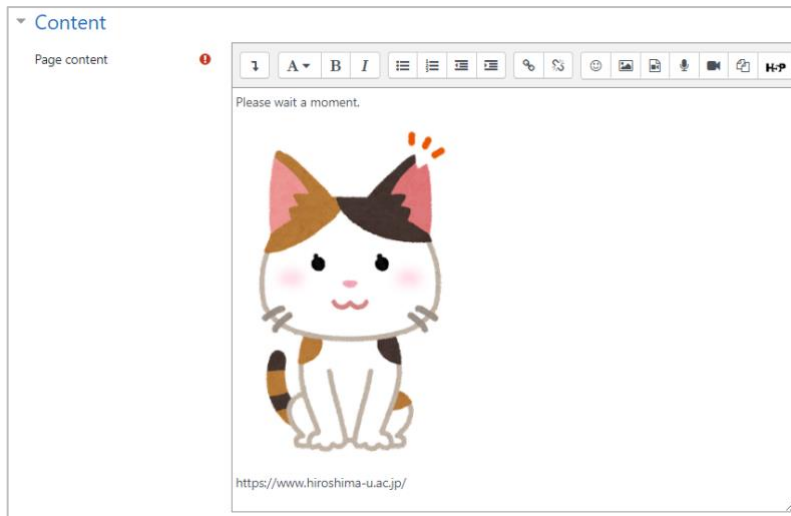 Content
Page content
A B I H-P
Please wait a moment.
https://www.hiroshima-u.ac.jp/